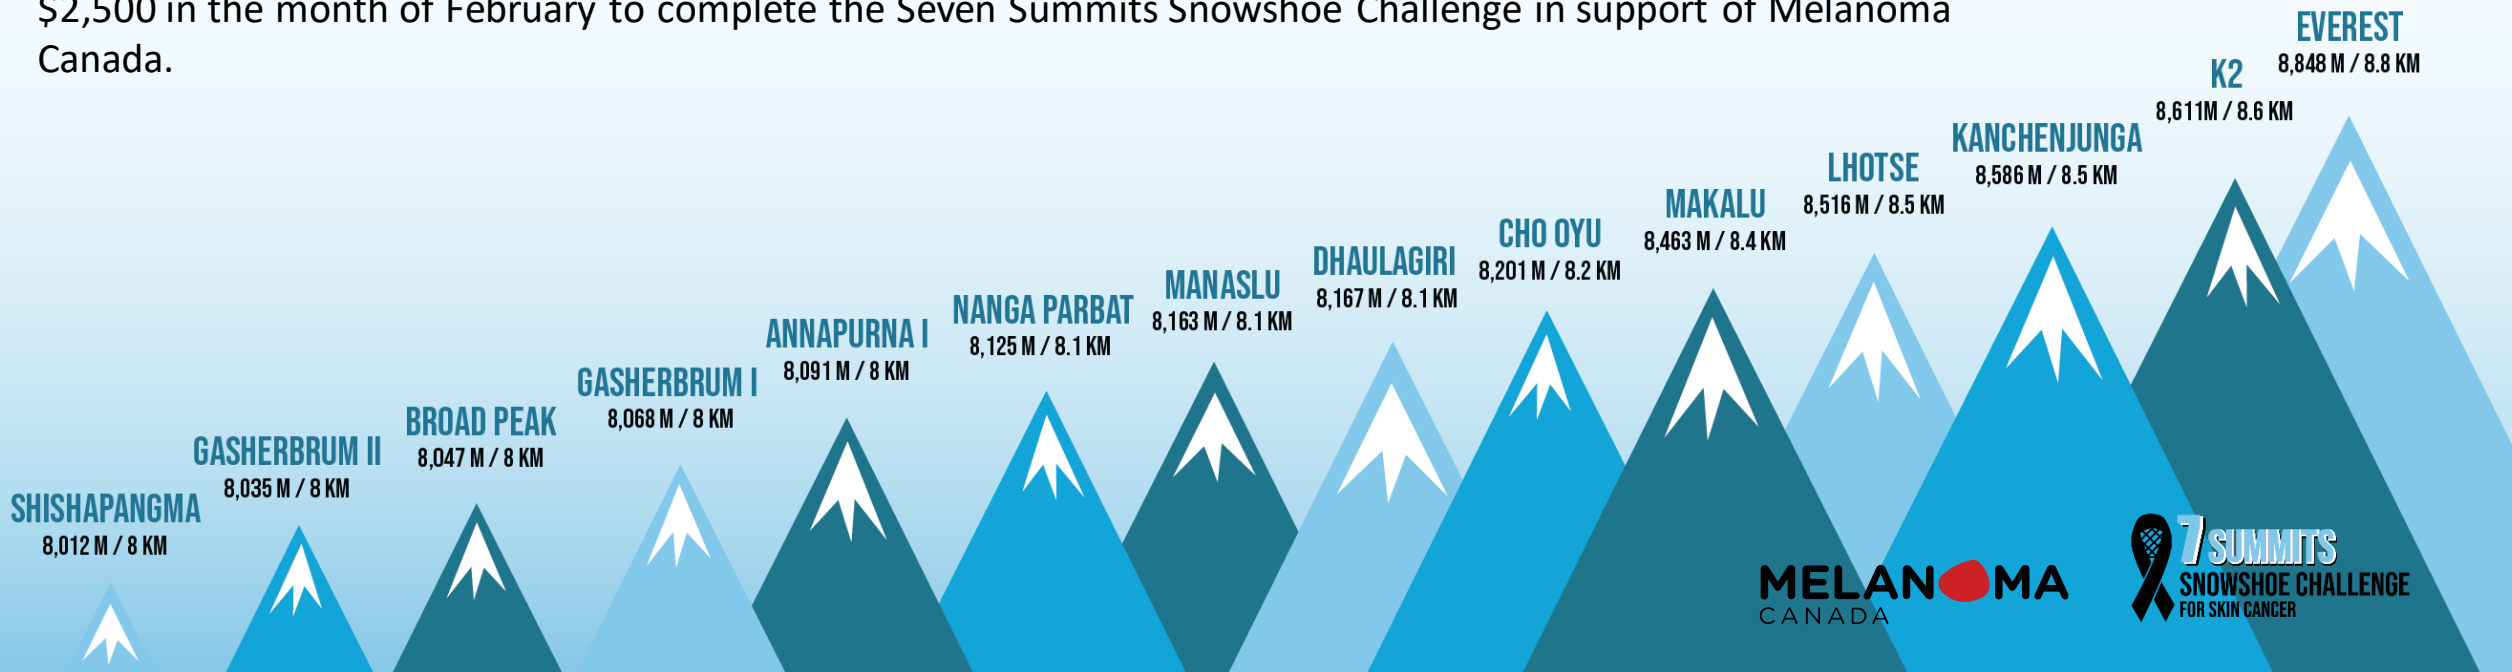 $2,500 in the month of February to complete the Seven Summits Snowshoe Challenge in support of Melanoma
Canada.
EVEREST
8,848 M / 8.8 KM
K2
8,611M / 8.6 KM
KANCHENJUNGA
8,586 M / 8.5 KM
LHOTSE
8,516 M / 8.5 KM
MAKALU
8,463 M / 8.4 KM
CHO OYU
8,201 M / 8.2 KM
DHAULAGIRI
8,167 M / 8.1 KM
MANASLU
8,163 M / 8.1 KM
NANGA PARBAT
8,125 M / 8.1 KM
ANNAPURNA I
8,091 M / 8 KM
GASHERBRUM I
8,068 M / 8 KM
BROAD PEAK
8,047 M / 8 KM
GASHERBRUM II
8,035 M / 8 KM
SHISHAPANGMA
8,012 M / 8 KM
MELANOMA
CANADA
7 SUMMITS
SNOWSHOE CHALLENGE
FOR SKIN CANCER